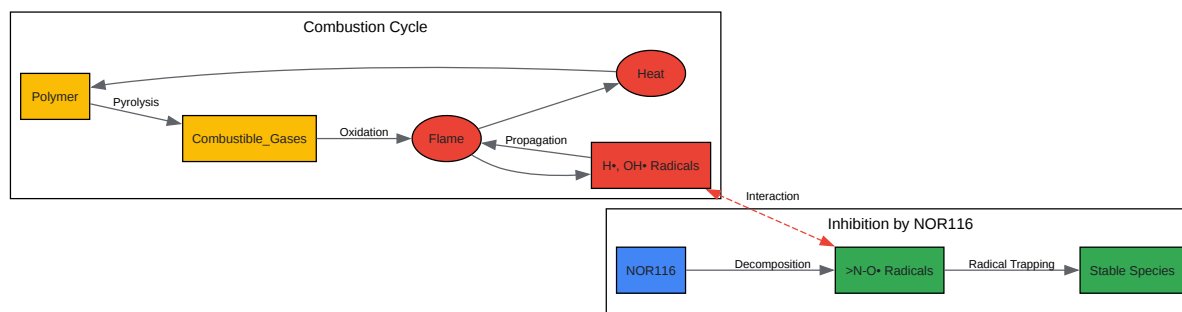 Combustion Cycle
Heat
Polymer
Pyrolysis
Combustible_Gases
Oxidation
Flame
Propagation
H•, OH• Radicals
Interaction
Inhibition by NOR116
NOR116
Decomposition
>N-O• Radicals
Radical Trapping
Stable Species